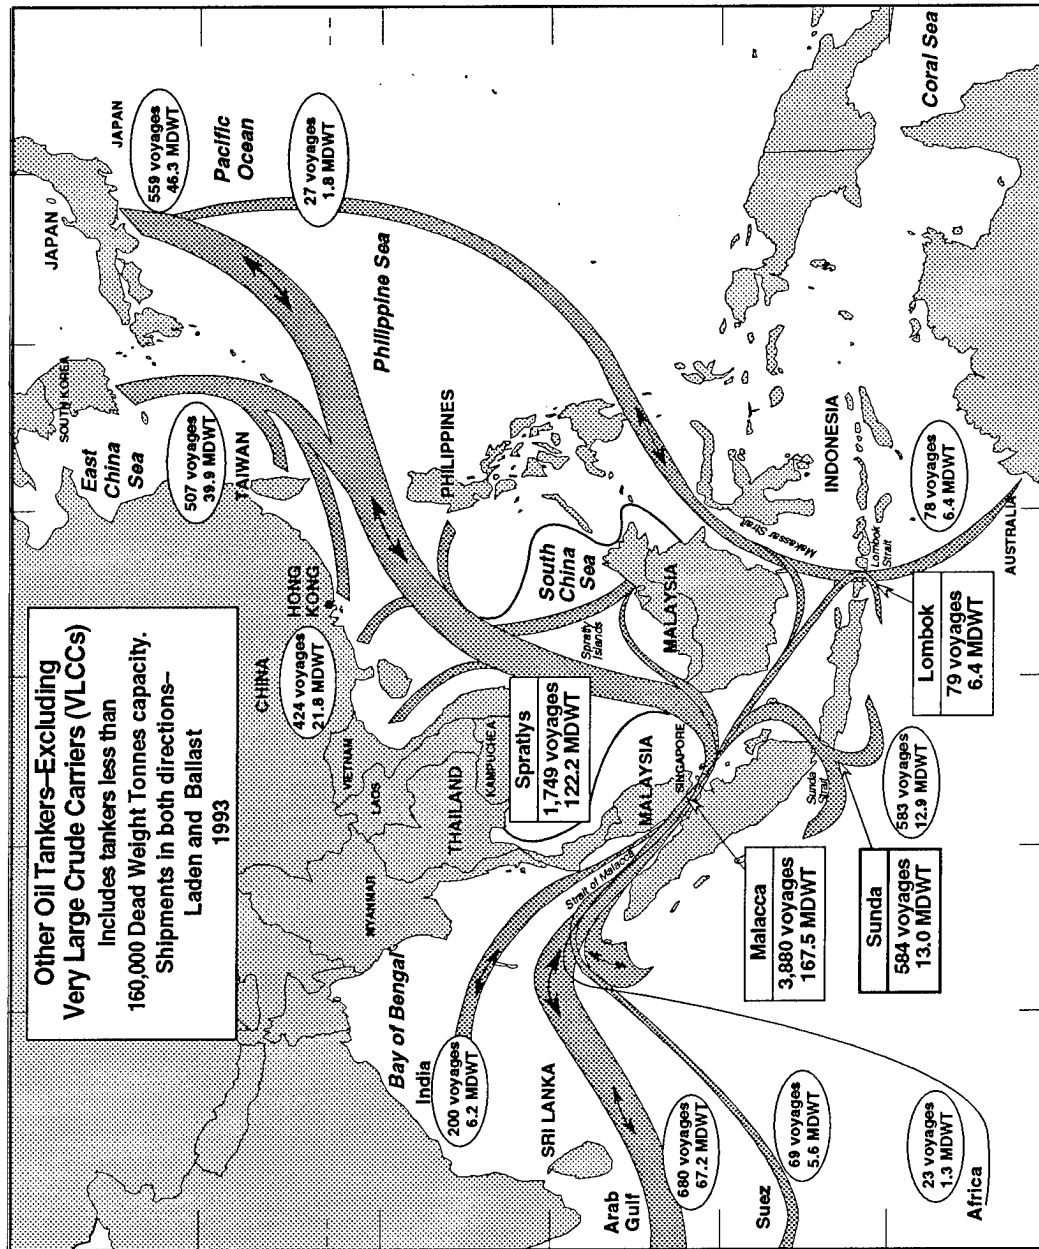 Other Oil Tankers–Excluding
Very Large Crude Carriers (VLCCs)
Includes tankers less than
160,000 Dead Weight Tonnes capacity.
Shipments in both directions–
Laden and Ballast
1993
JAPAN
JAPAN
559 voyages
46.3 MDWT
Pacific
Ocean
27 voyages
1.8 MDWT
SOUTH KOREA
East
China
Sea
507 voyages
39.9 MDWT
TAIWAN
Philippine Sea
HONG
KONG
CHINA
424 voyages
21.8 MDWT
PHILIPPINES
VIETNAM
LAOS
THAILAND
KAMPUCHEA
MYANMAR
South
China
Sea
Spratly
Islands
Spratlys
1,749 voyages
122.2 MDWT
MALAYSIA
MALAYSIA
SINGAPORE
Strait of Malacca
Makassar Strait
INDONESIA
Lombok
Strait
78 voyages
6.4 MDWT
AUSTRALIA
Coral Sea
Lombok
79 voyages
6.4 MDWT
Sunda
Strait
583 voyages
12.9 MDWT
Sunda
584 voyages
13.0 MDWT
Malacca
3,880 voyages
167.5 MDWT
Bay of Bengal
India
200 voyages
6.2 MDWT
SRI LANKA
Arab
Gulf
680 voyages
67.2 MDWT
Suez
69 voyages
5.6 MDWT
23 voyages
1.3 MDWT
Africa